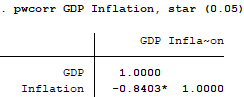 . pwcorr GDP Inflation, star (0.05)
GDP Infla~on
GDP 1.0000
Inflation -0.8403* 1.0000